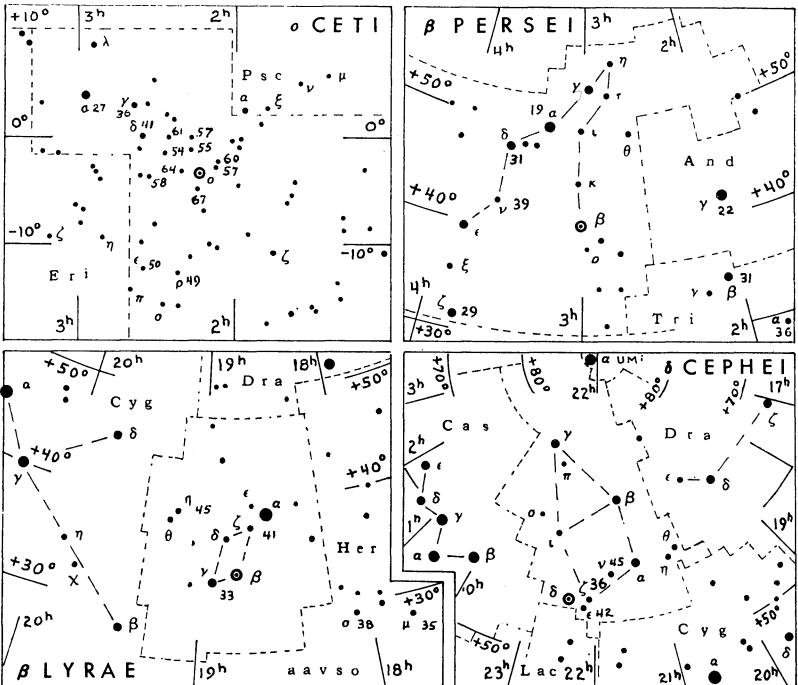 +10° 3ʰ 2ʰ ο CETI
λ
Psc ν μ
α 27 γ 36 α ξ
0° δ 41 61 57 0°
54 55
64 ο 60 57
58
67
-10° ζ η -10°
ε 50 ρ 49 ζ
Eri
π σ
3ʰ 2ʰ
β PERSEI
4ʰ 3ʰ 2ʰ
η
+50° γ τ +50°
19 α ι
δ 31 θ And
κ
+40° ν 39 γ 22 +40°
ε β
ο
ξ
4ʰ ζ 29 31
ν β
+30° 3ʰ Tri 2ʰ α 36
20ʰ 19ʰ 18ʰ
+50° Dra +50°
α Cyg
δ
+40° γ +40°
η 45 ε α
θ δ ζ 41
η Her
+30° χ ν 33 β
+30°
20ʰ β ο 38 μ 35
β LYRAE 19ʰ aavso 18ʰ
+70° +80° α UMi δ CEPHEI
3ʰ 22ʰ +80° +70° 17ʰ
ζ
Cas Dra
2ʰ γ
ε π ε δ
δ β
1ʰ γ ο 19ʰ
ι θ
α β ν 45 η
0ʰ ζ 36 α
δ
ε 42 +50°
+50° Cyg
23ʰ Lac 22ʰ 21ʰ α 20ʰ δ